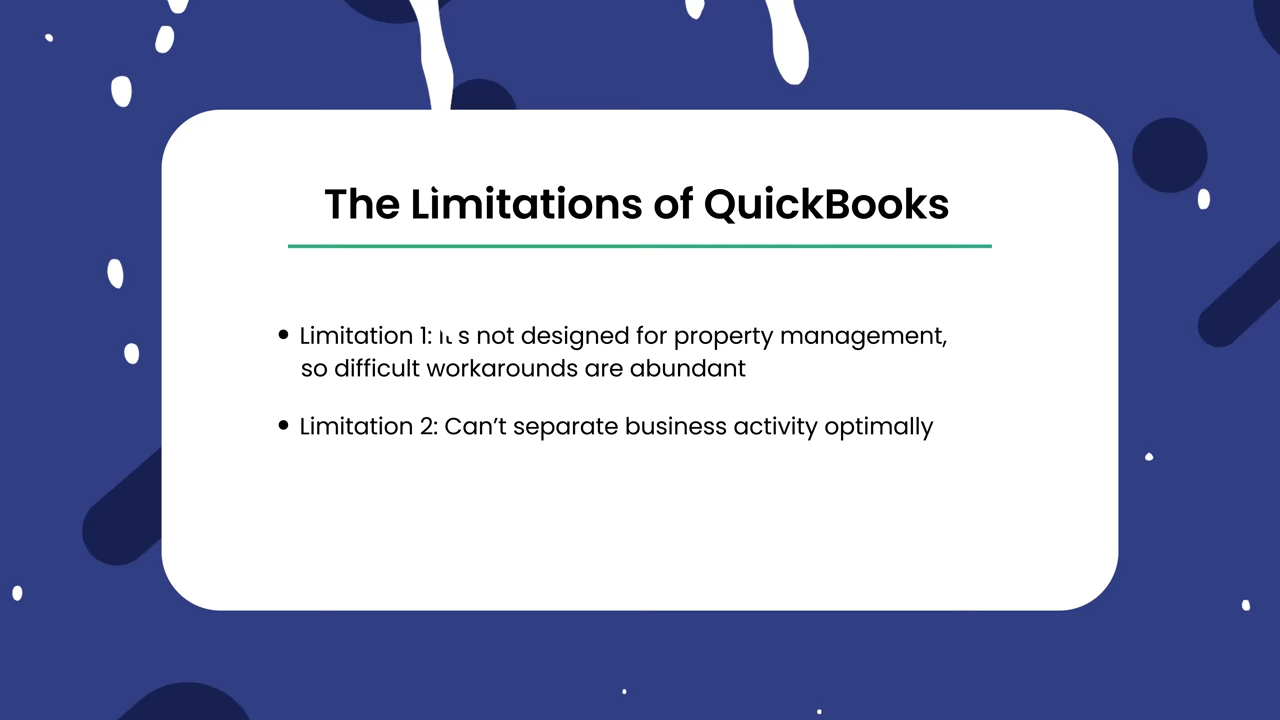 The Limitations of QuickBooks
• Limitation 1: It's not designed for property management,
so difficult workarounds are abundant
• Limitation 2: Can’t separate business activity optimally